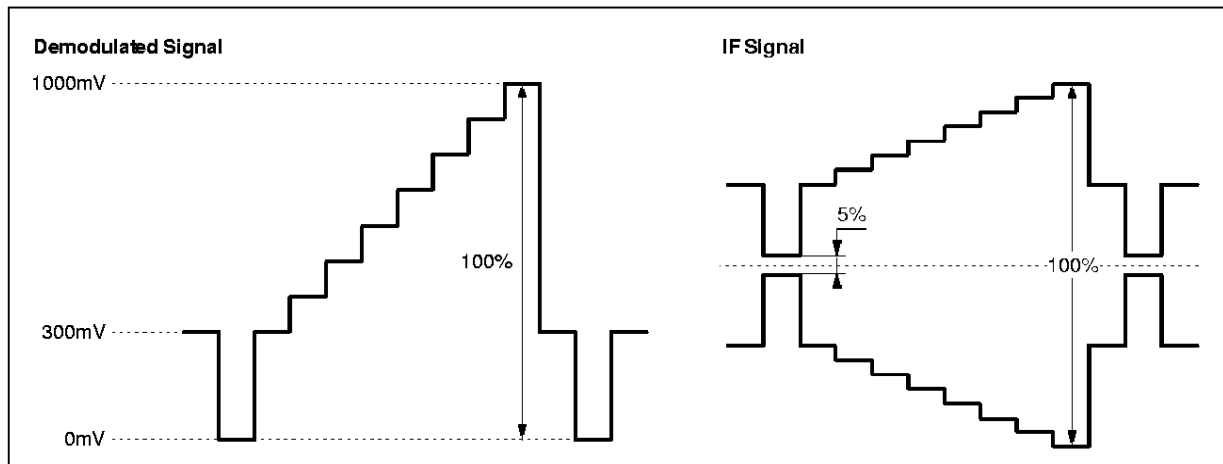 Demodulated Signal
IF Signal
1000mV
5%
100%
100%
300mV
0mV